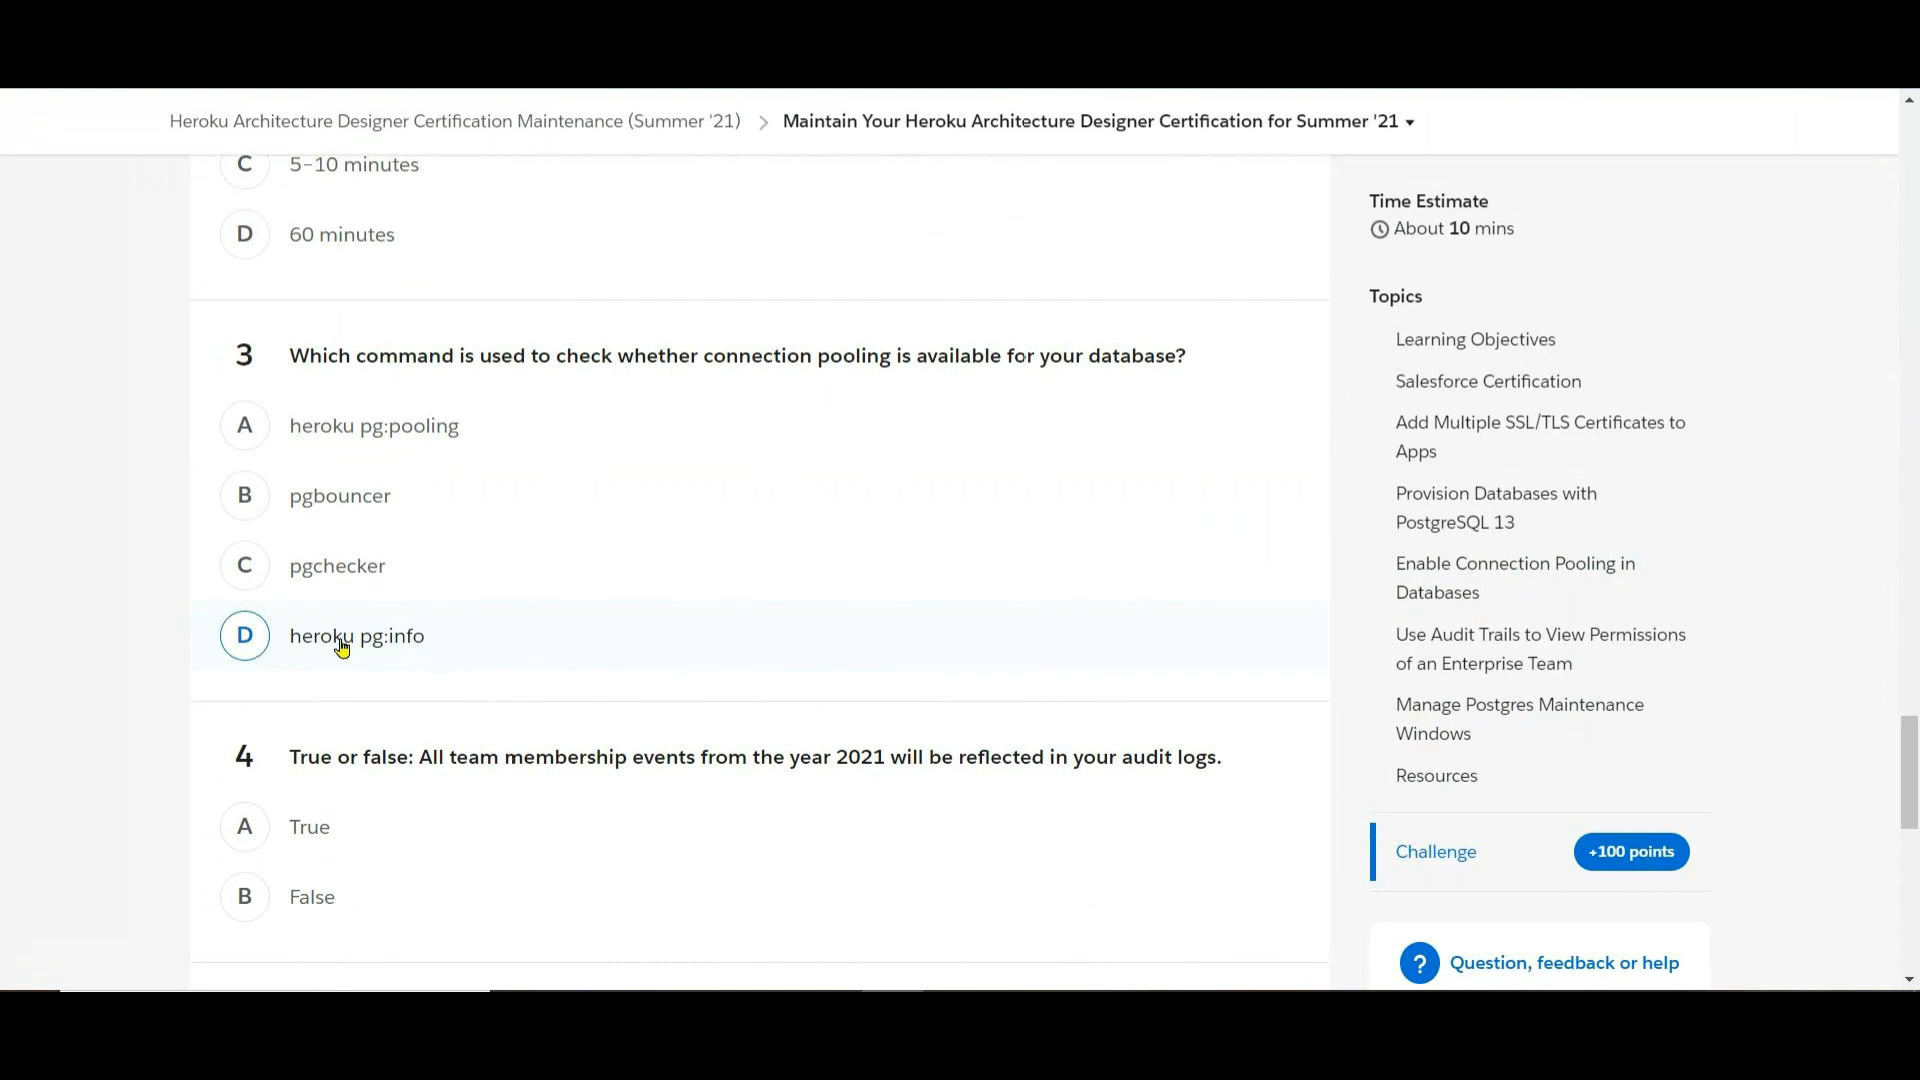 Heroku Architecture Designer Certification Maintenance (Summer '21) > Maintain Your Heroku Architecture Designer Certification for Summer '21
C 5–10 minutes
D 60 minutes
3 Which command is used to check whether connection pooling is available for your database?
A heroku pg:pooling
B pgbouncer
C pgchecker
D heroku pg:info
4 True or false: All team membership events from the year 2021 will be reflected in your audit logs.
A True
B False
Time Estimate
About 10 mins
Topics
Learning Objectives
Salesforce Certification
Add Multiple SSL/TLS Certificates to
Apps
Provision Databases with
PostgreSQL 13
Enable Connection Pooling in
Databases
Use Audit Trails to View Permissions
of an Enterprise Team
Manage Postgres Maintenance
Windows
Resources
Challenge +100 points
? Question, feedback or help